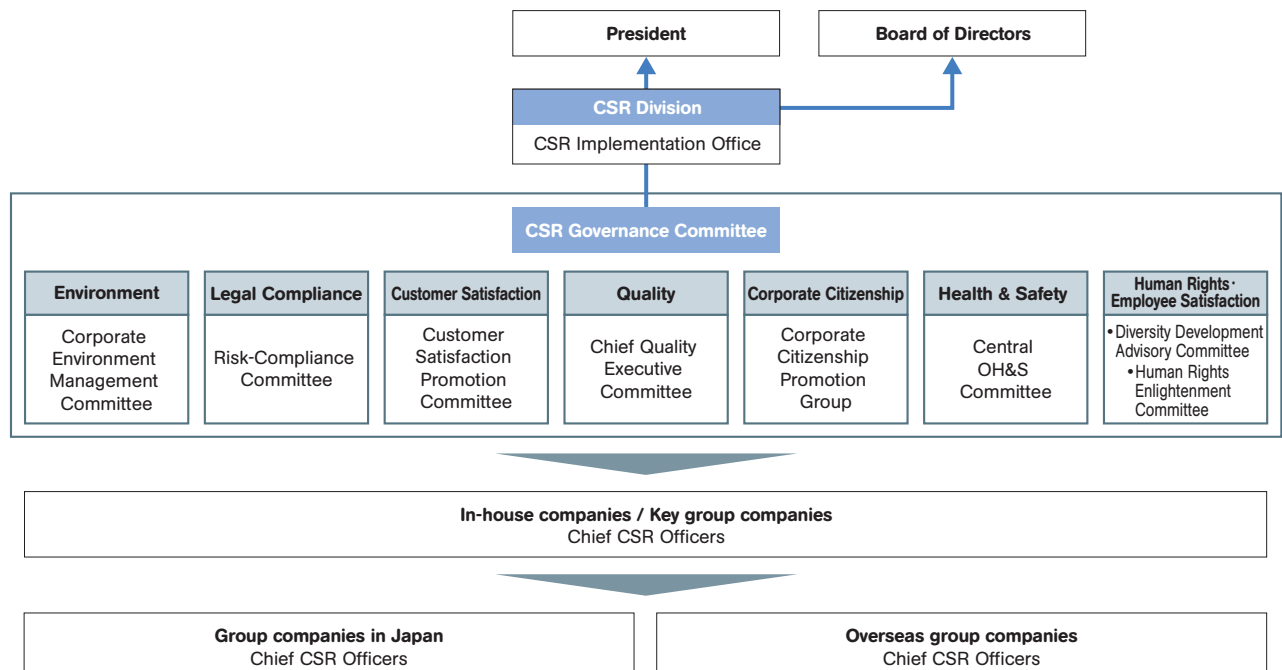 President
Board of Directors
CSR Division
CSR Implementation Office
CSR Governance Committee
Environment
Corporate
Environment
Management
Committee
Legal Compliance
Risk-Compliance
Committee
Customer Satisfaction
Customer
Satisfaction
Promotion
Committee
Quality
Chief Quality
Executive
Committee
Corporate Citizenship
Corporate
Citizenship
Promotion
Group
Health & Safety
Central
OH&S
Committee
Human Rights·
Employee Satisfaction
•Diversity Development
Advisory Committee
•Human Rights
Enlightenment
Committee
In-house companies / Key group companies
Chief CSR Officers
Group companies in Japan
Chief CSR Officers
Overseas group companies
Chief CSR Officers